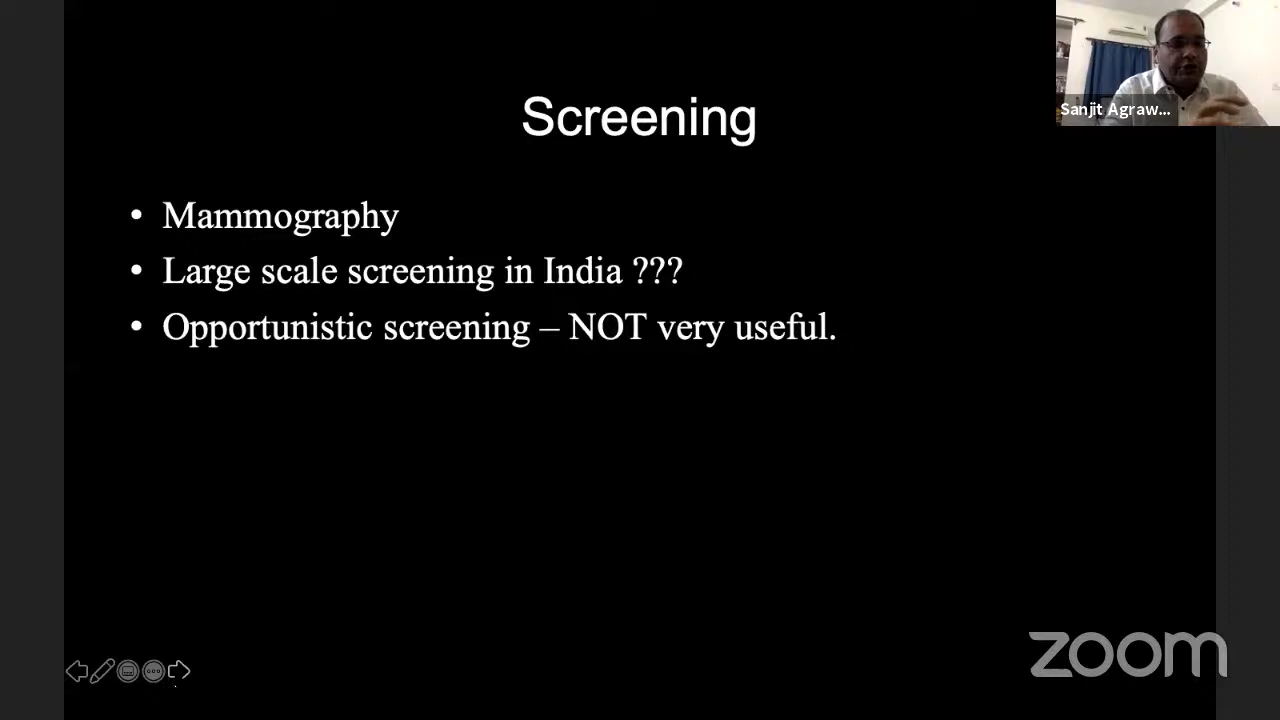 Sanjit Agraw...
Screening
• Mammography
• Large scale screening in India ???
• Opportunistic screening – NOT very useful.
zoom